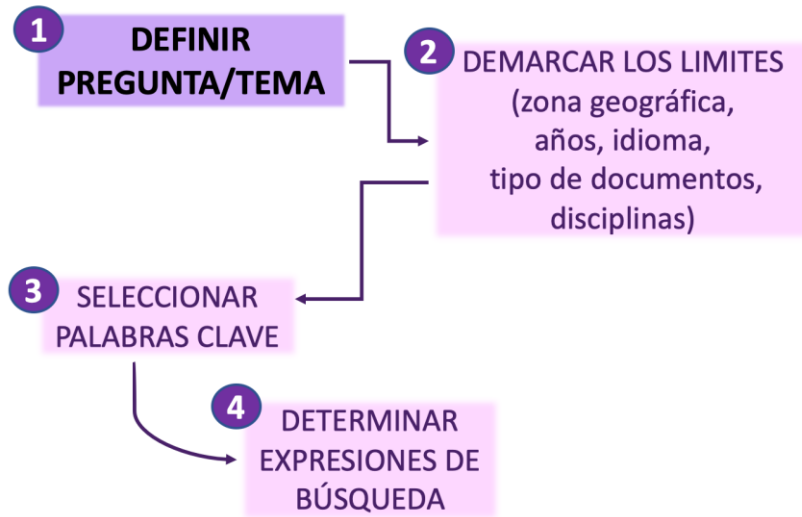 1
DEFINIR
PREGUNTA/TEMA
2
DEMARCAR LOS LIMITES
(zona geográfica,
años, idioma,
tipo de documentos,
disciplinas)
3
SELECCIONAR
PALABRAS CLAVE
4
DETERMINAR
EXPRESIONES DE
BÚSQUEDA